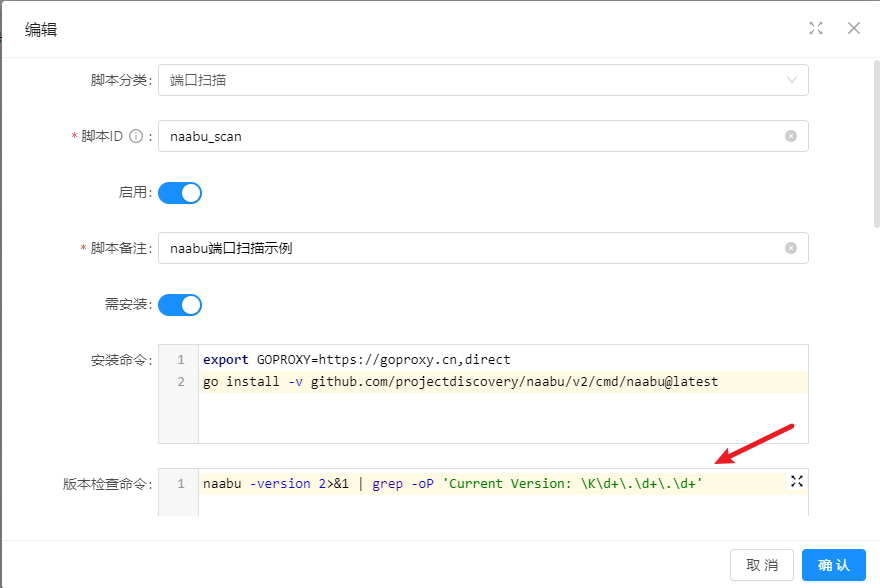 编辑
脚本分类:
端口扫描
* 脚本ID :
naabu_scan
启用:
* 脚本备注:
naabu端口扫描示例
需安装:
安装命令:
1 export GOPROXY=https://goproxy.cn,direct
2 go install -v github.com/projectdiscovery/naabu/v2/cmd/naabu@latest
版本检查命令:
1 naabu -version 2>&1 | grep -oP 'Current Version: \K\d+\.\d+\.\d+'
取 消
确 认